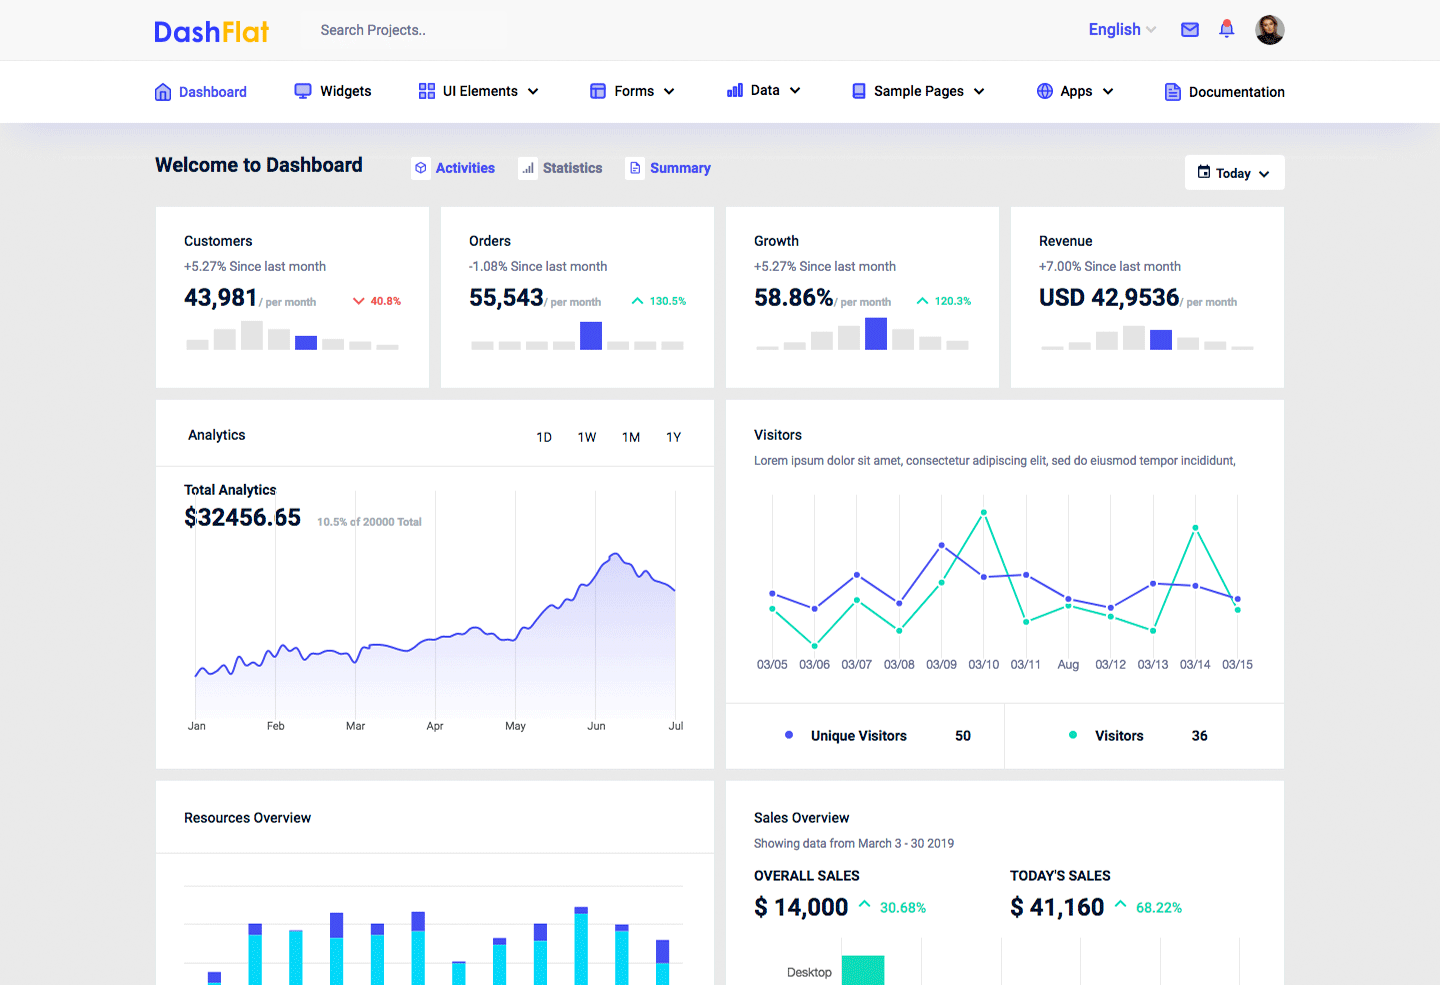 DashFlat
Search Projects..
English
Dashboard
Widgets
UI Elements
Forms
Data
Sample Pages
Apps
Documentation
Welcome to Dashboard
Activities
Statistics
Summary
Today
Customers
+5.27% Since last month
43,981/ per month
40.8%
Orders
-1.08% Since last month
55,543/ per month
130.5%
Growth
+5.27% Since last month
58.86%/ per month
120.3%
Revenue
+7.00% Since last month
USD 42,9536/ per month
Analytics
1D 1W 1M 1Y
Total Analytics
$32456.65
10.5% of 20000 Total
Jan Feb Mar Apr May Jun Jul
Visitors
Lorem ipsum dolor sit amet, consectetur adipiscing elit, sed do eiusmod tempor incididunt,
03/05 03/06 03/07 03/08 03/09 03/10 03/11 Aug 03/12 03/13 03/14 03/15
Unique Visitors 50
Visitors 36
Resources Overview
Sales Overview
Showing data from March 3 - 30 2019
OVERALL SALES
$ 14,000
30.68%
TODAY'S SALES
$ 41,160
68.22%
Desktop